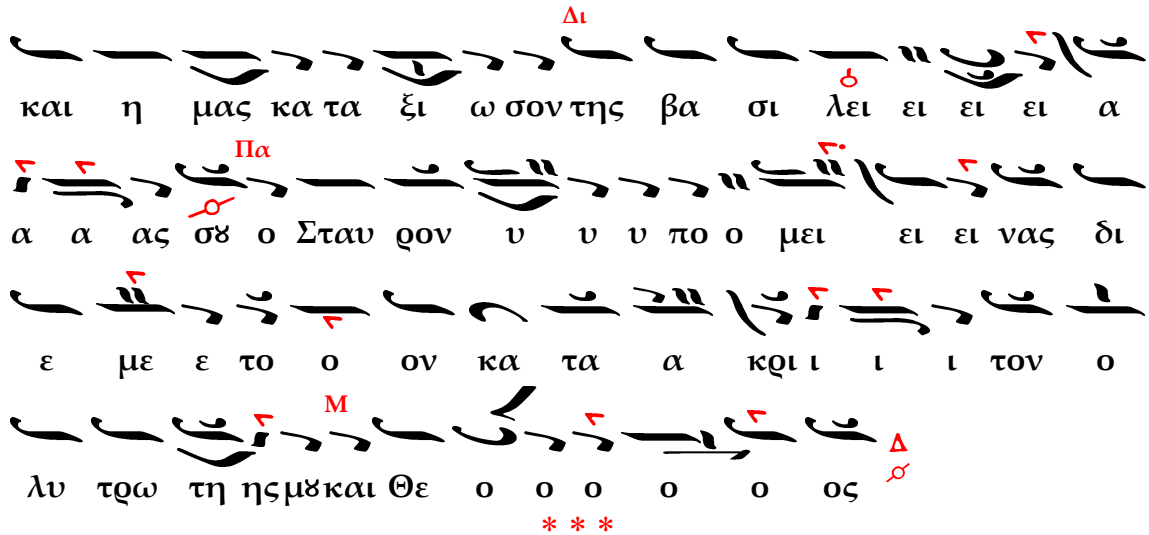 Δι
και η μας κα τα ξι ω σον της βα σι λει ει ει ει α
Πα
α α ας σȣ ο Σταυ ρον υ υ υ πο ο μει ει ει νας δι
ε με ε το ο ον κα τα α κρι ι ι ι τον ο
Μ
λυ τρω τη ης μȣ και Θε ο ο ο ο ο ος Δ
* * *